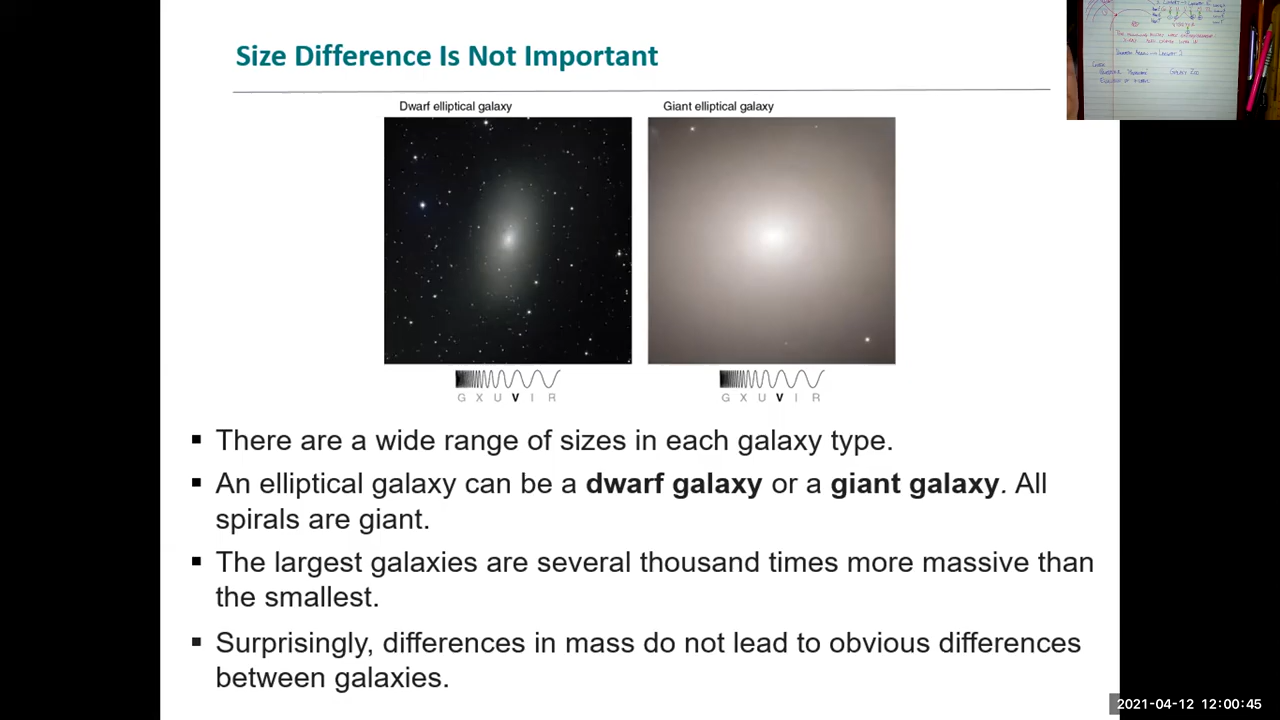 Size Difference Is Not Important
Dwarf elliptical galaxy
Giant elliptical galaxy
G X U V I R
G X U V I R
▪ There are a wide range of sizes in each galaxy type.
▪ An elliptical galaxy can be a dwarf galaxy or a giant galaxy. All
spirals are giant.
▪ The largest galaxies are several thousand times more massive than
the smallest.
▪ Surprisingly, differences in mass do not lead to obvious differences
between galaxies.
GALAXY ZOO
2021-04-12 12:00:45